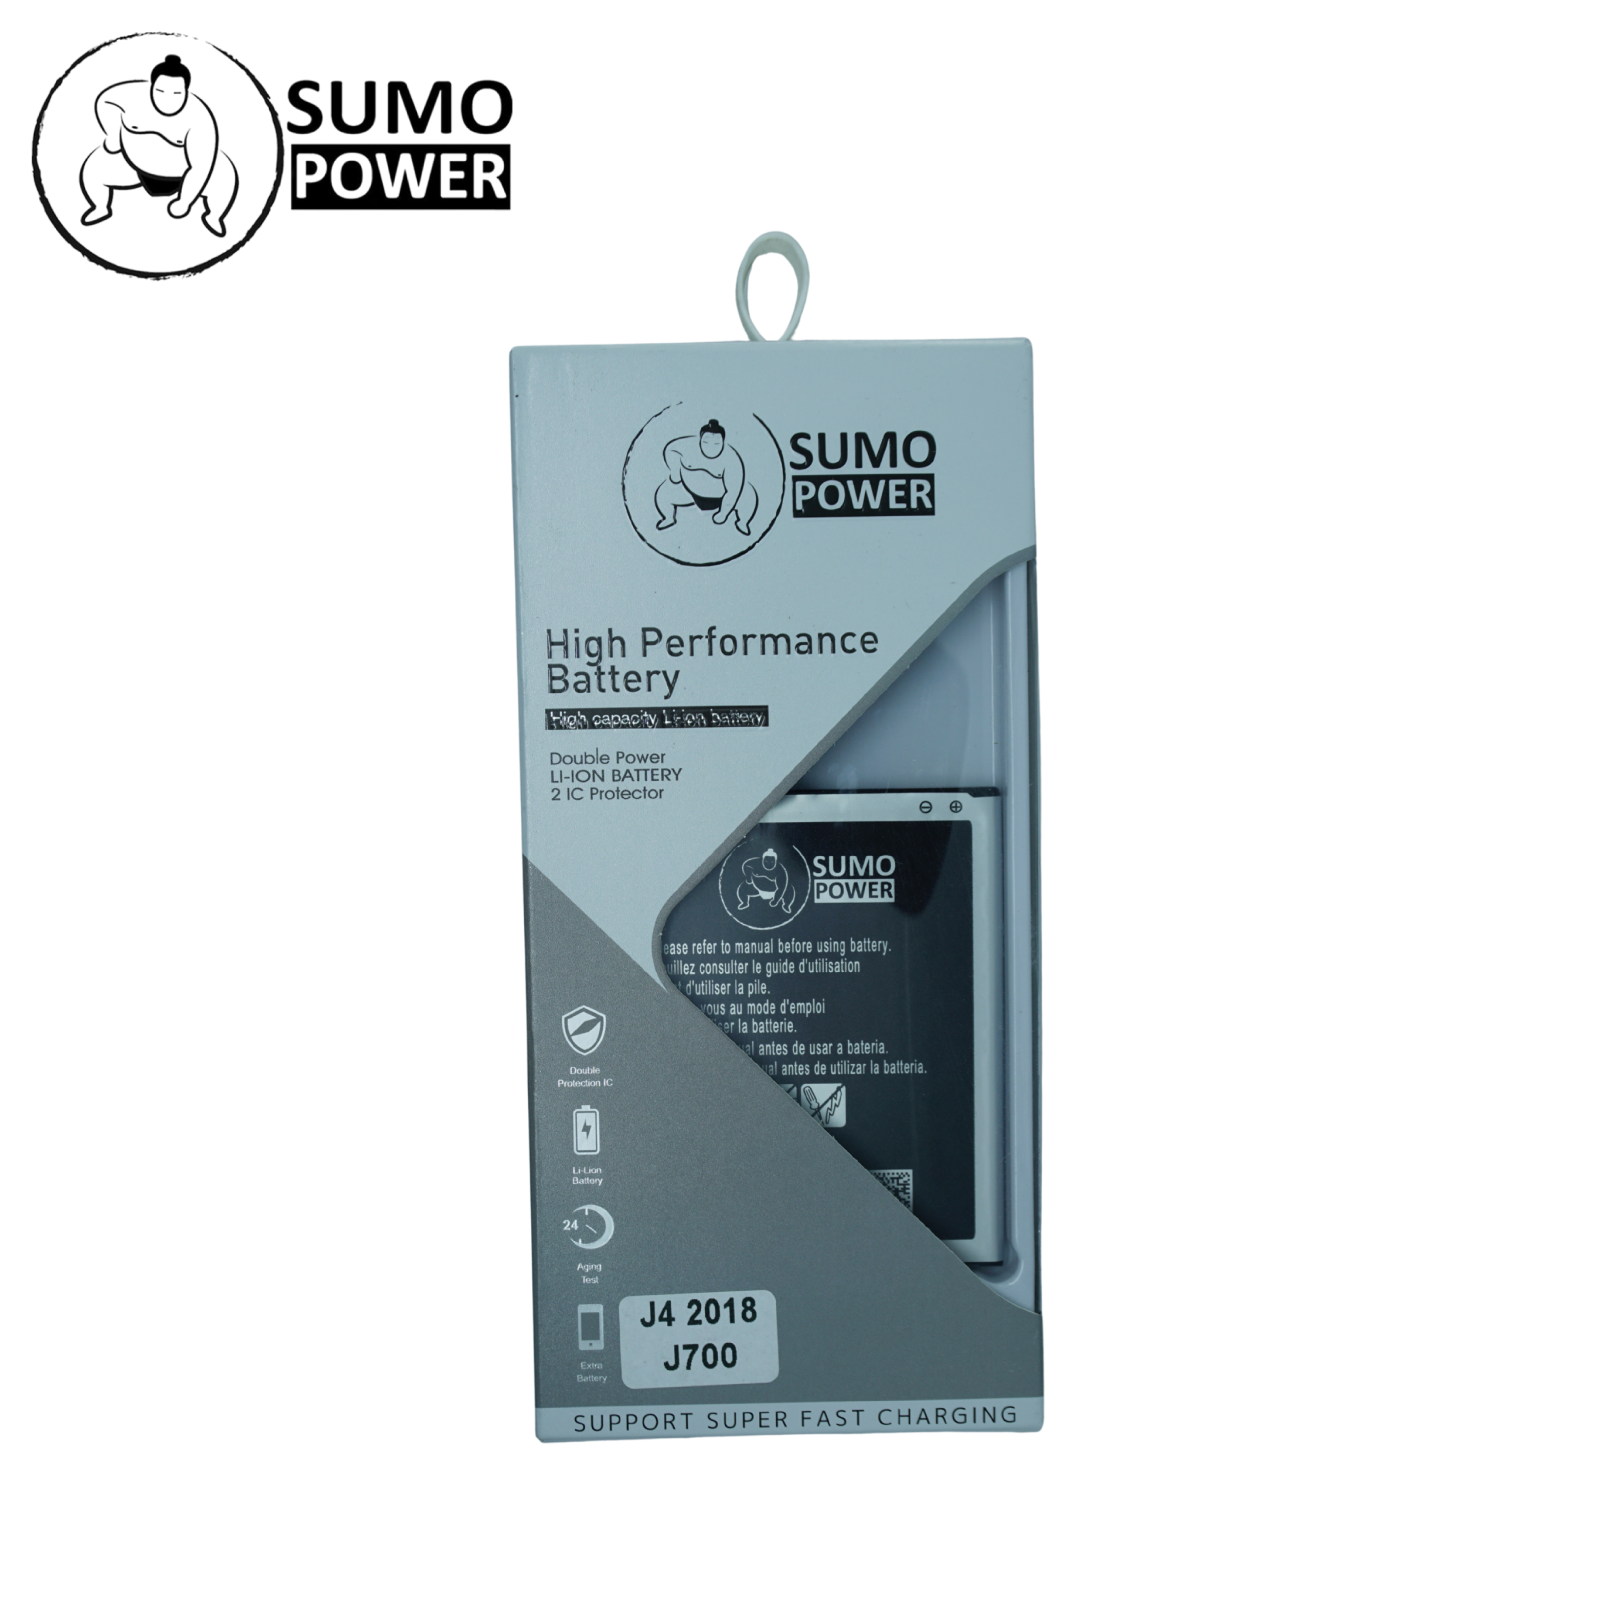 SUMO
POWER
SUMO
POWER
High Performance
Battery
High capacity Li-ion battery
Double Power
LI-ION BATTERY
2 IC Protector
SUMO
POWER
ease refer to manual before using battery.
uillez consulter le guide d'utilisation
d'utiliser la pile.
vous au mode d'emploi
ser la batterie.
al antes de usar a bateria.
ual antes de utilizar la batteria.
Double
Protection IC
Li-Lion
Battery
24
Aging
Test
Extra
Battery
J4 2018
J700
SUPPORT SUPER FAST CHARGING